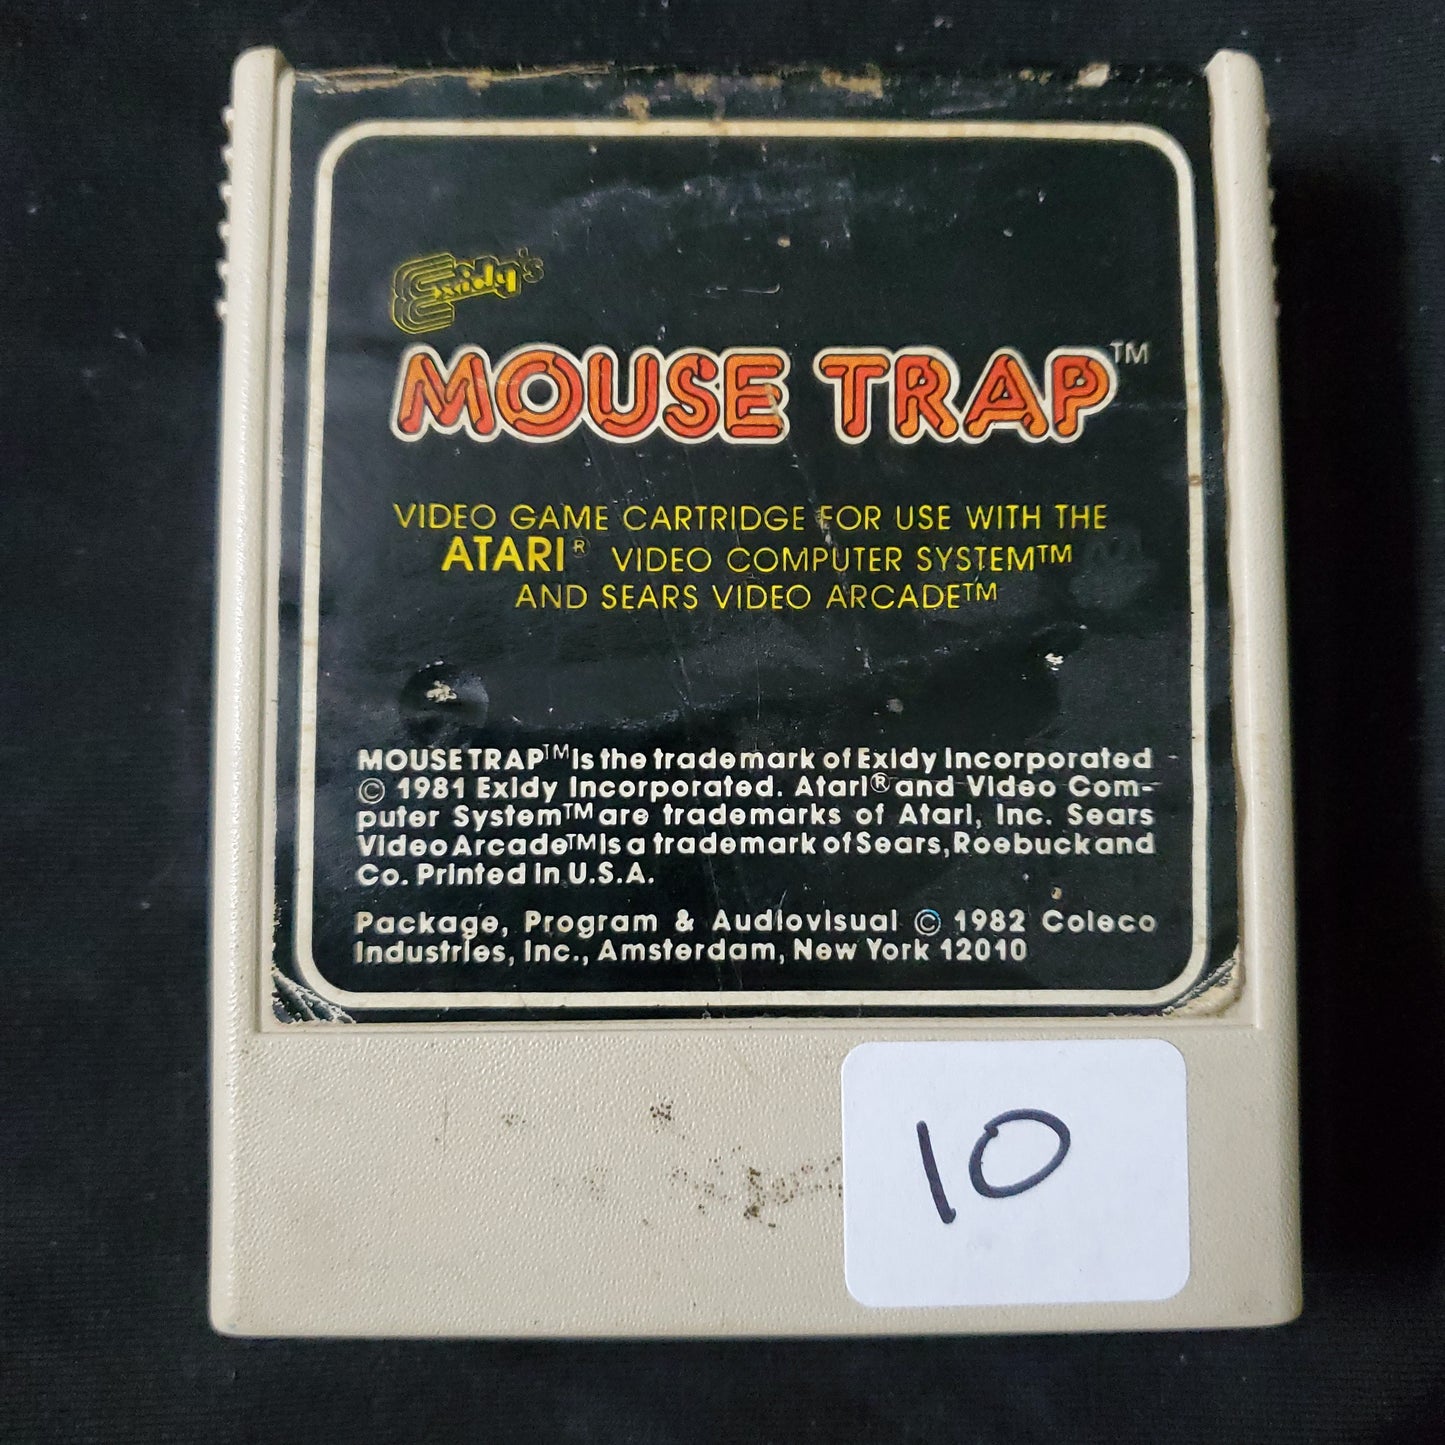 Exidy's
MOUSE TRAP™
VIDEO GAME CARTRIDGE FOR USE WITH THE
ATARI® VIDEO COMPUTER SYSTEM™
AND SEARS VIDEO ARCADE™
MOUSE TRAP™ is the trademark of Exidy Incorporated
© 1981 Exidy Incorporated. Atari® and Video Com-
puter System™ are trademarks of Atari, Inc. Sears
Video Arcade™ is a trademark of Sears, Roebuck and
Co. Printed in U.S.A.
Package, Program & Audiovisual © 1982 Coleco
Industries, Inc., Amsterdam, New York 12010
10